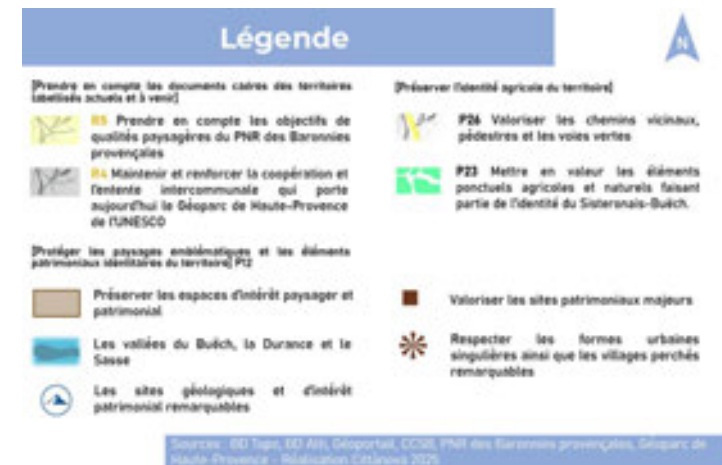 Légende
N
[Prendre en compte les documents cadres des territoires
labellisés actuels et à venir]
R5 Prendre en compte les objectifs de
qualités paysagères du PNR des Baronnies
provençales
R4 Maintenir et renforcer la coopération et
l'entente intercommunale qui porte
aujourd'hui le Géoparc de Haute-Provence
de l'UNESCO
[Protéger les paysages emblématiques et les éléments
patrimoniaux identitaires du territoire] P12
Préserver les espaces d'intérêt paysager et
patrimonial
Les vallées du Buëch, la Durance et le
Sasse
Les sites géologiques et d'intérêt
patrimonial remarquables
[Préserver l'identité agricole du territoire]
P26 Valoriser les chemins vicinaux,
pédestres et les voies vertes
P23 Mettre en valeur les éléments
ponctuels agricoles et naturels faisant
partie de l'identité du Sisteronais-Buëch.
Valoriser les sites patrimoniaux majeurs
Respecter les formes urbaines
singulières ainsi que les villages perchés
remarquables
Sources : BD Topo, BD Alti, Géoportail, CCSB, PNR des Baronnies provençales, Géoparc de
Haute-Provence - Réalisation Cittànova 2025